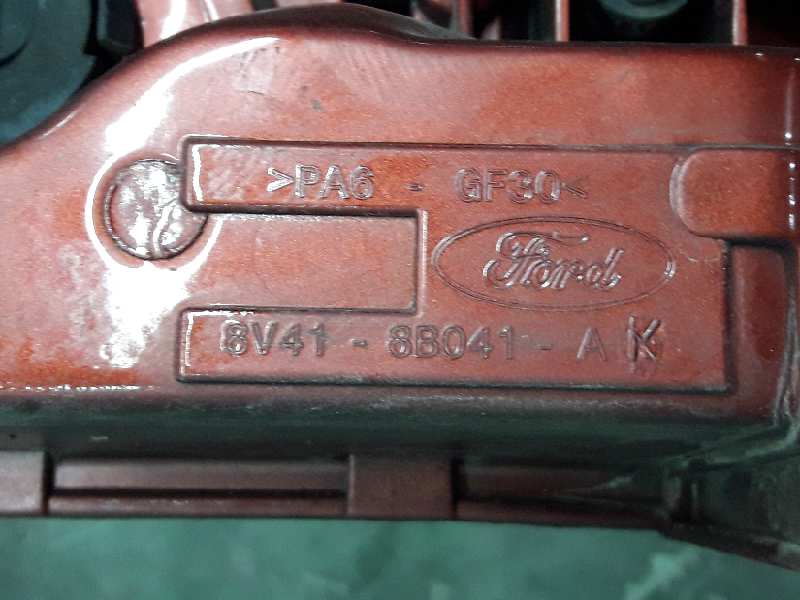 >PA6 - GF30<
Ford
8V41 - 8B041 - AK